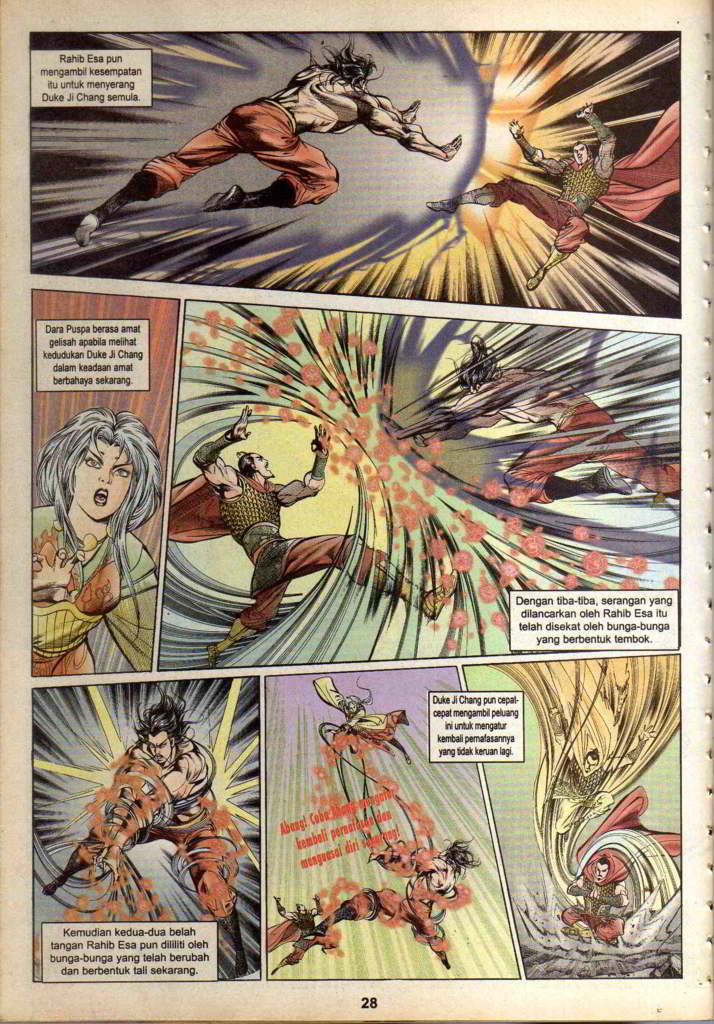 Rahib Esa pun
mengambil kesempatan
itu untuk menyerang
Duke Ji Chang semula.
Dara Puspa berasa amat
gelisah apabila melihat
kedudukan Duke Ji Chang
dalam keadaan amat
berbahaya sekarang.
Dengan tiba-tiba, serangan yang
dilancarkan oleh Rahib Esa itu
telah disekat oleh bunga-bunga
yang berbentuk tembok.
Kemudian kedua-dua belah
tangan Rahib Esa pun dililiti oleh
bunga-bunga yang telah berubah
dan berbentuk tali sekarang.
Abang! Cuba
kembali pernafasan dan
menguasai diri
Duke Ji Chang pun cepat-
cepat mengambil peluang
ini untuk mengatur
kembali pernafasannya
yang tidak keruan lagi.
28